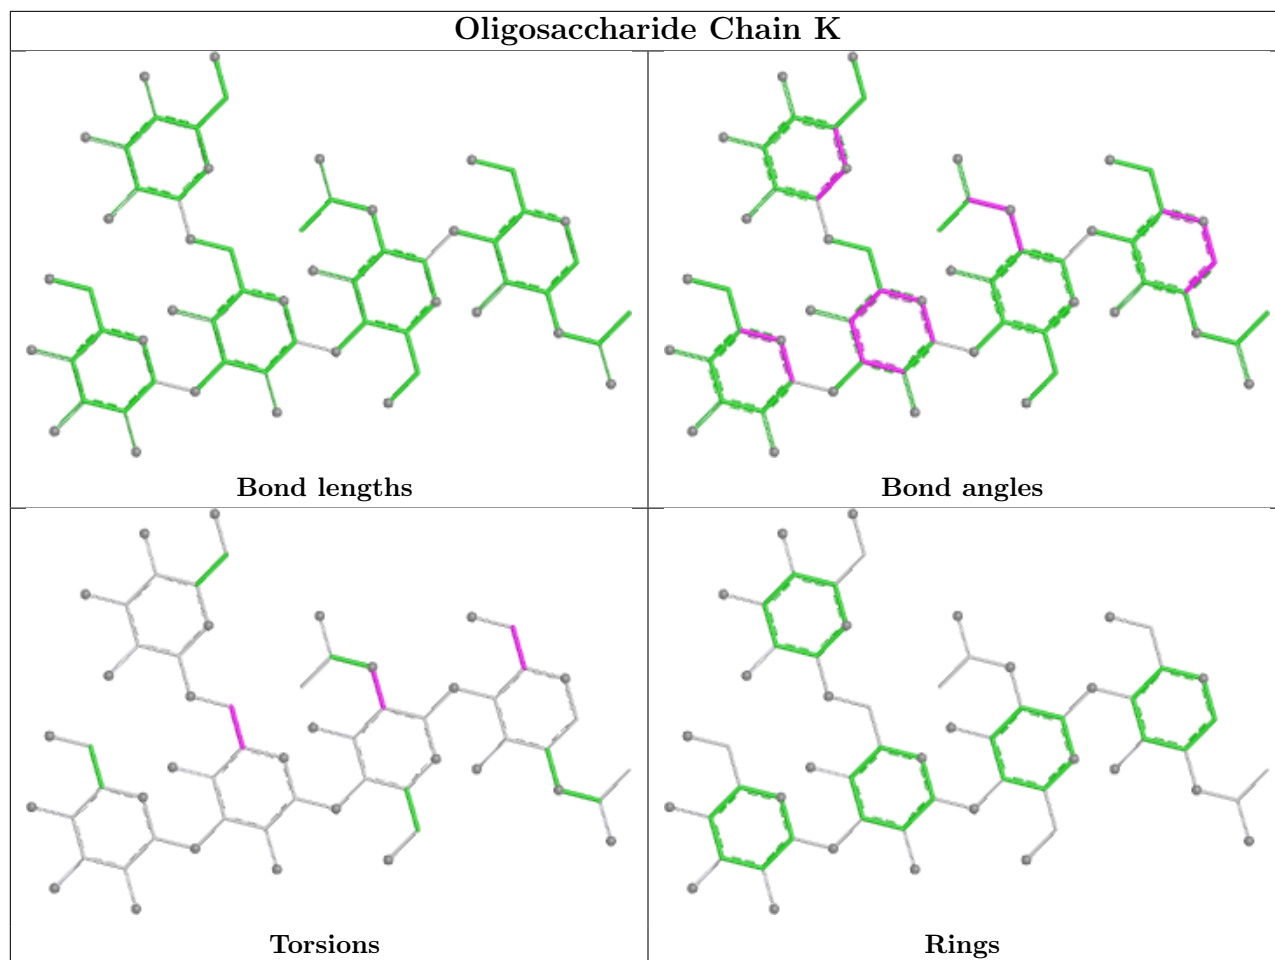 Oligosaccharide Chain K
Bond lengths
Bond angles
Torsions
Rings